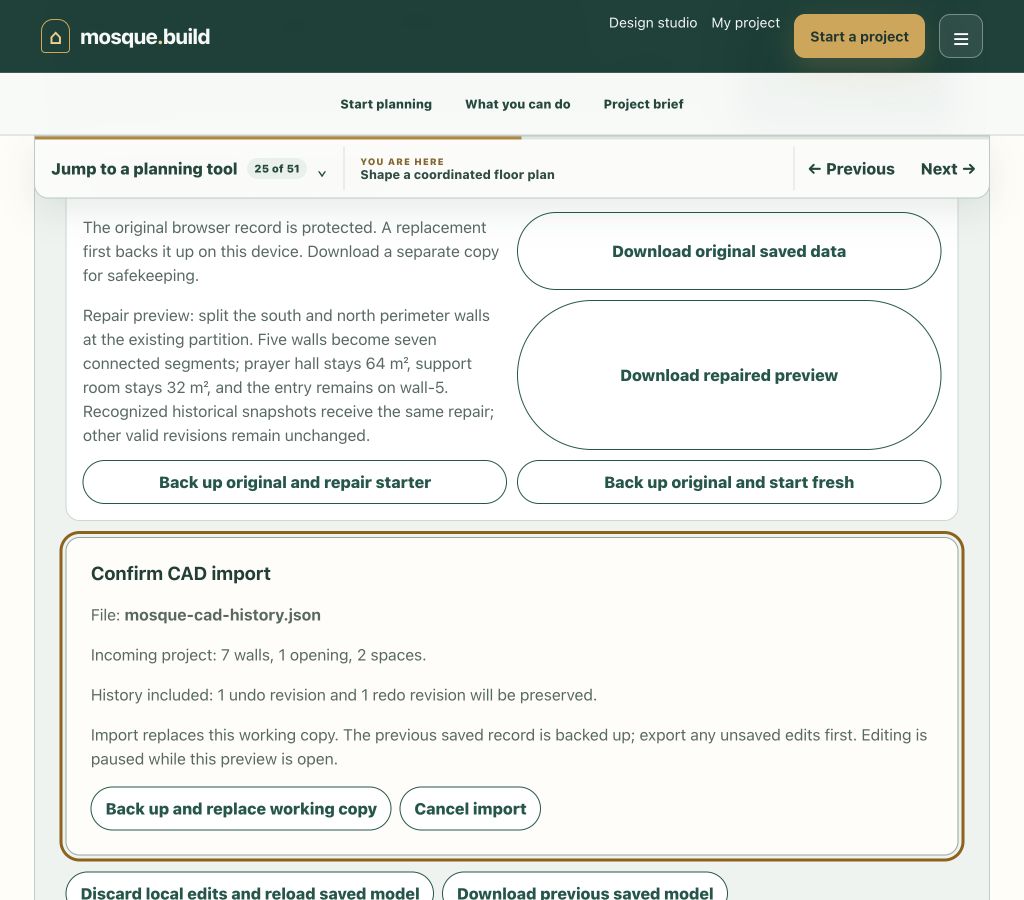 mosque.build
Design studio
My project
Start a project
Start planning
What you can do
Project brief
Jump to a planning tool
25 of 51
YOU ARE HERE
Shape a coordinated floor plan
← Previous
Next →
The original browser record is protected. A replacement
first backs it up on this device. Download a separate copy
for safekeeping.
Download original saved data
Repair preview: split the south and north perimeter walls
at the existing partition. Five walls become seven
connected segments; prayer hall stays 64 m², support
room stays 32 m², and the entry remains on wall-5.
Recognized historical snapshots receive the same repair;
other valid revisions remain unchanged.
Download repaired preview
Back up original and repair starter
Back up original and start fresh
Confirm CAD import
File: mosque-cad-history.json
Incoming project: 7 walls, 1 opening, 2 spaces.
History included: 1 undo revision and 1 redo revision will be preserved.
Import replaces this working copy. The previous saved record is backed up; export any unsaved edits first. Editing is
paused while this preview is open.
Back up and replace working copy
Cancel import
Discard local edits and reload saved model
Download previous saved model